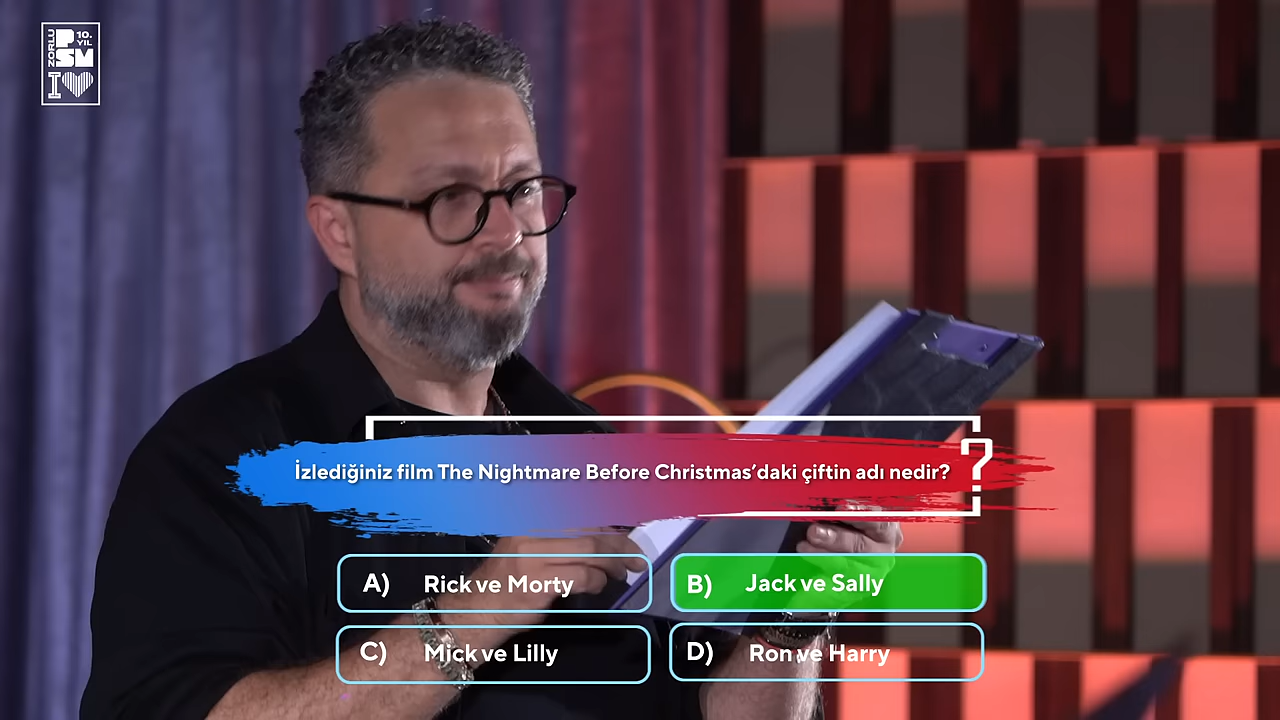 ZORLU
PSM
10.
YIL
I
İzlediğiniz film The Nightmare Before Christmas'daki çiftin adı nedir?
?
A) Rick ve Morty
B) Jack ve Sally
C) Mick ve Lilly
D) Ron ve Harry